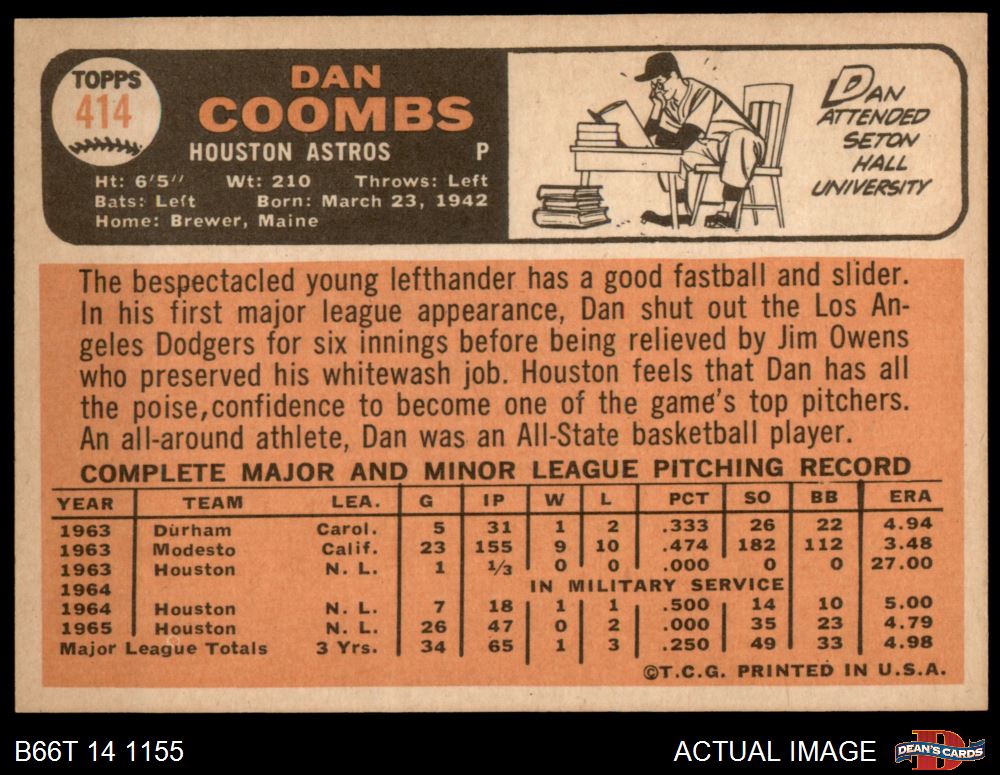 TOPPS
414
DAN
COOMBS
HOUSTON ASTROS P
Ht: 6'5" Wt: 210 Throws: Left
Bats: Left Born: March 23, 1942
Home: Brewer, Maine
DAN
ATTENDED
SETON
HALL
UNIVERSITY
The bespectacled young lefthander has a good fastball and slider.
In his first major league appearance, Dan shut out the Los An-
geles Dodgers for six innings before being relieved by Jim Owens
who preserved his whitewash job. Houston feels that Dan has all
the poise, confidence to become one of the game's top pitchers.
An all-around athlete, Dan was an All-State basketball player.
COMPLETE MAJOR AND MINOR LEAGUE PITCHING RECORD
YEAR TEAM LEA. G IP W L PCT SO BB ERA
1963 Durham Carol. 5 31 1 2 .333 26 22 4.94
1963 Modesto Calif. 23 155 9 10 .474 182 112 3.48
1963 Houston N. L. 1 1/3 0 0 .000 0 0 27.00
1964 IN MILITARY SERVICE
1964 Houston N. L. 7 18 1 1 .500 14 10 5.00
1965 Houston N. L. 26 47 0 2 .000 35 23 4.79
Major League Totals 3 Yrs. 34 65 1 3 .250 49 33 4.98
©T.C.G. PRINTED IN U.S.A.
B66T 14 1155
ACTUAL IMAGE
DEAN'S CARDS